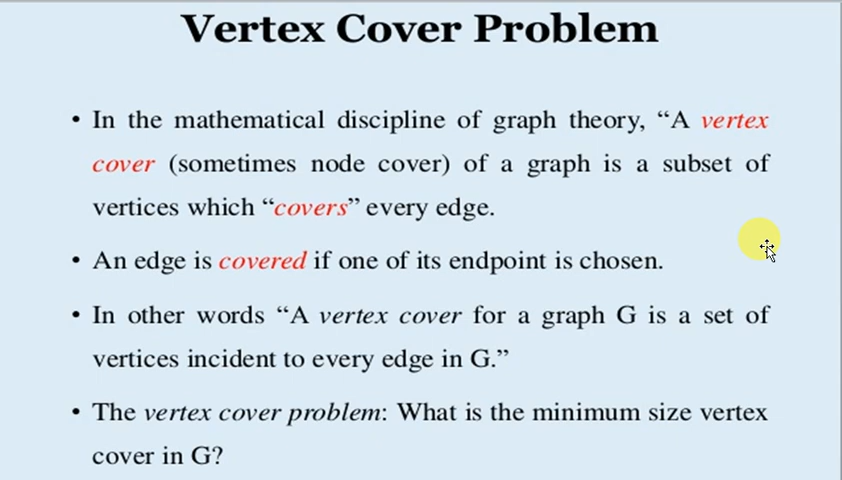 Vertex Cover Problem
• In the mathematical discipline of graph theory, “A vertex
cover (sometimes node cover) of a graph is a subset of
vertices which “covers” every edge.
• An edge is covered if one of its endpoint is chosen.
• In other words “A vertex cover for a graph G is a set of
vertices incident to every edge in G.”
• The vertex cover problem: What is the minimum size vertex
cover in G?